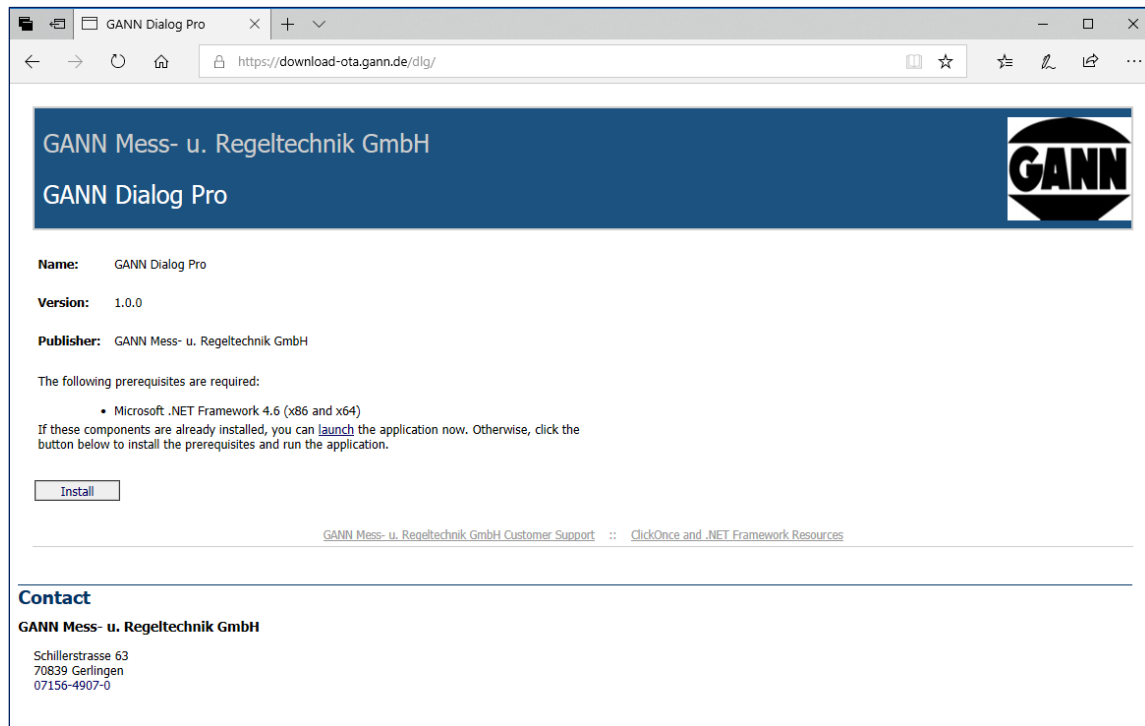 GANN Dialog Pro
https://download-ota.gann.de/dlg/
GANN Mess- u. Regeltechnik GmbH
GANN
GANN Dialog Pro
Name: GANN Dialog Pro
Version: 1.0.0
Publisher: GANN Mess- u. Regeltechnik GmbH
The following prerequisites are required:
• Microsoft .NET Framework 4.6 (x86 and x64)
If these components are already installed, you can launch the application now. Otherwise, click the
button below to install the prerequisites and run the application.
Install
GANN Mess- u. Regeltechnik GmbH Customer Support :: ClickOnce and .NET Framework Resources
Contact
GANN Mess- u. Regeltechnik GmbH
Schillerstrasse 63
70839 Gerlingen
07156-4907-0